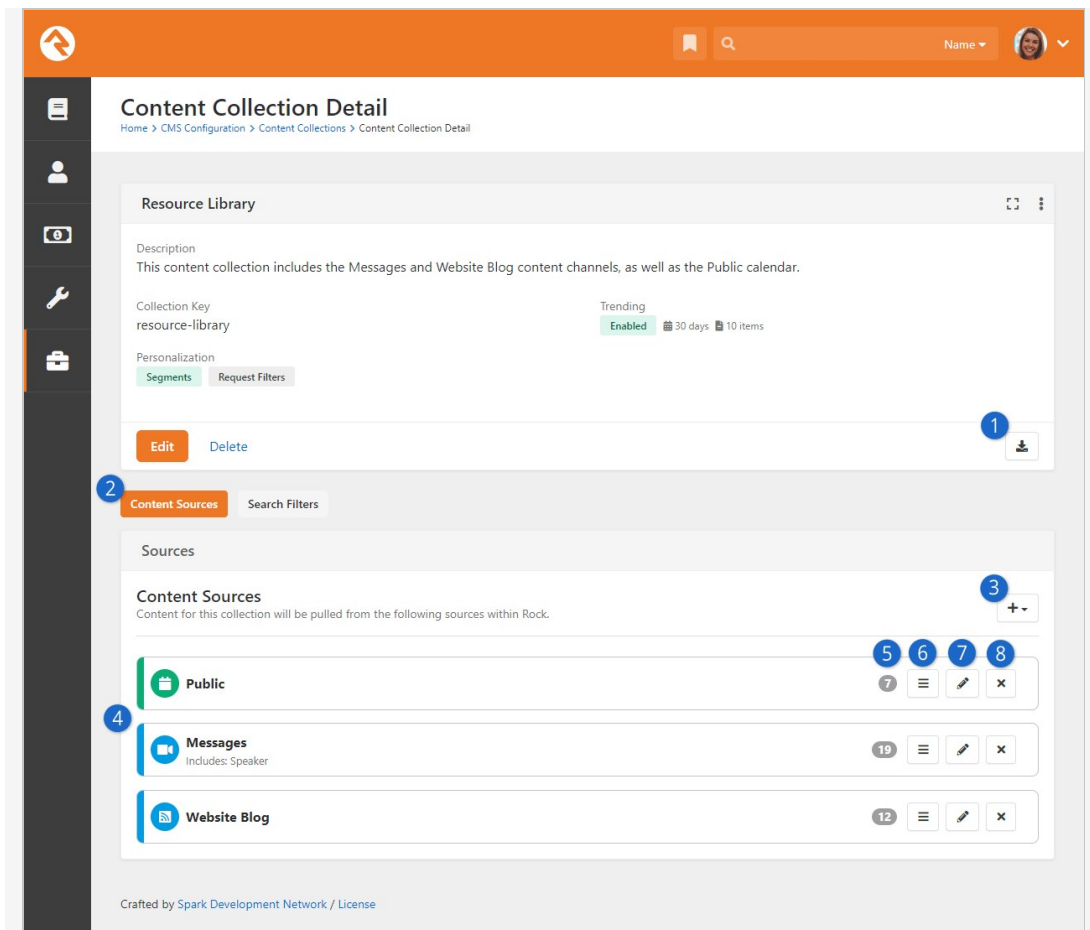 Name
Content Collection Detail
Home > CMS Configuration > Content Collections > Content Collection Detail
Resource Library
Description
This content collection includes the Messages and Website Blog content channels, as well as the Public calendar.
Collection Key
resource-library
Trending
Enabled 30 days 10 items
Personalization
Segments Request Filters
1
Edit Delete
2
Content Sources Search Filters
Sources
Content Sources
Content for this collection will be pulled from the following sources within Rock.
3
5 6 7 8
Public 7
4
Messages 19
Includes: Speaker
Website Blog 12
Crafted by Spark Development Network / License